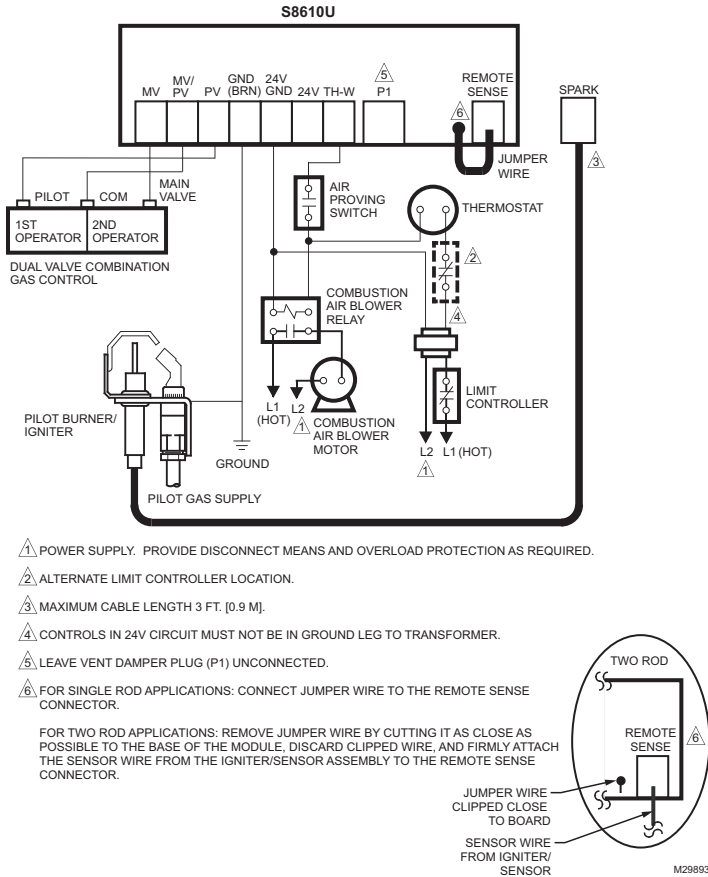 S8610U
MV
MV/
PV
PV
GND
(BRN)
24V
GND
24V
TH-W
5
P1
REMOTE
SENSE
6
SPARK
3
JUMPER
WIRE
PILOT
COM
MAIN
VALVE
1ST
OPERATOR
2ND
OPERATOR
DUAL VALVE COMBINATION
GAS CONTROL
AIR
PROVING
SWITCH
THERMOSTAT
2
4
COMBUSTION
AIR BLOWER
RELAY
LIMIT
CONTROLLER
L1
(HOT)
L2
1
COMBUSTION
AIR BLOWER
MOTOR
L2
1
L1 (HOT)
PILOT BURNER/
IGNITER
GROUND
PILOT GAS SUPPLY
1 POWER SUPPLY. PROVIDE DISCONNECT MEANS AND OVERLOAD PROTECTION AS REQUIRED.
2 ALTERNATE LIMIT CONTROLLER LOCATION.
3 MAXIMUM CABLE LENGTH 3 FT. [0.9 M].
4 CONTROLS IN 24V CIRCUIT MUST NOT BE IN GROUND LEG TO TRANSFORMER.
5 LEAVE VENT DAMPER PLUG (P1) UNCONNECTED.
6 FOR SINGLE ROD APPLICATIONS: CONNECT JUMPER WIRE TO THE REMOTE SENSE
CONNECTOR.
FOR TWO ROD APPLICATIONS: REMOVE JUMPER WIRE BY CUTTING IT AS CLOSE AS
POSSIBLE TO THE BASE OF THE MODULE, DISCARD CLIPPED WIRE, AND FIRMLY ATTACH
THE SENSOR WIRE FROM THE IGNITER/SENSOR ASSEMBLY TO THE REMOTE SENSE
CONNECTOR.
TWO ROD
REMOTE
SENSE
6
JUMPER WIRE
CLIPPED CLOSE
TO BOARD
SENSOR WIRE
FROM IGNITER/
SENSOR
M29893